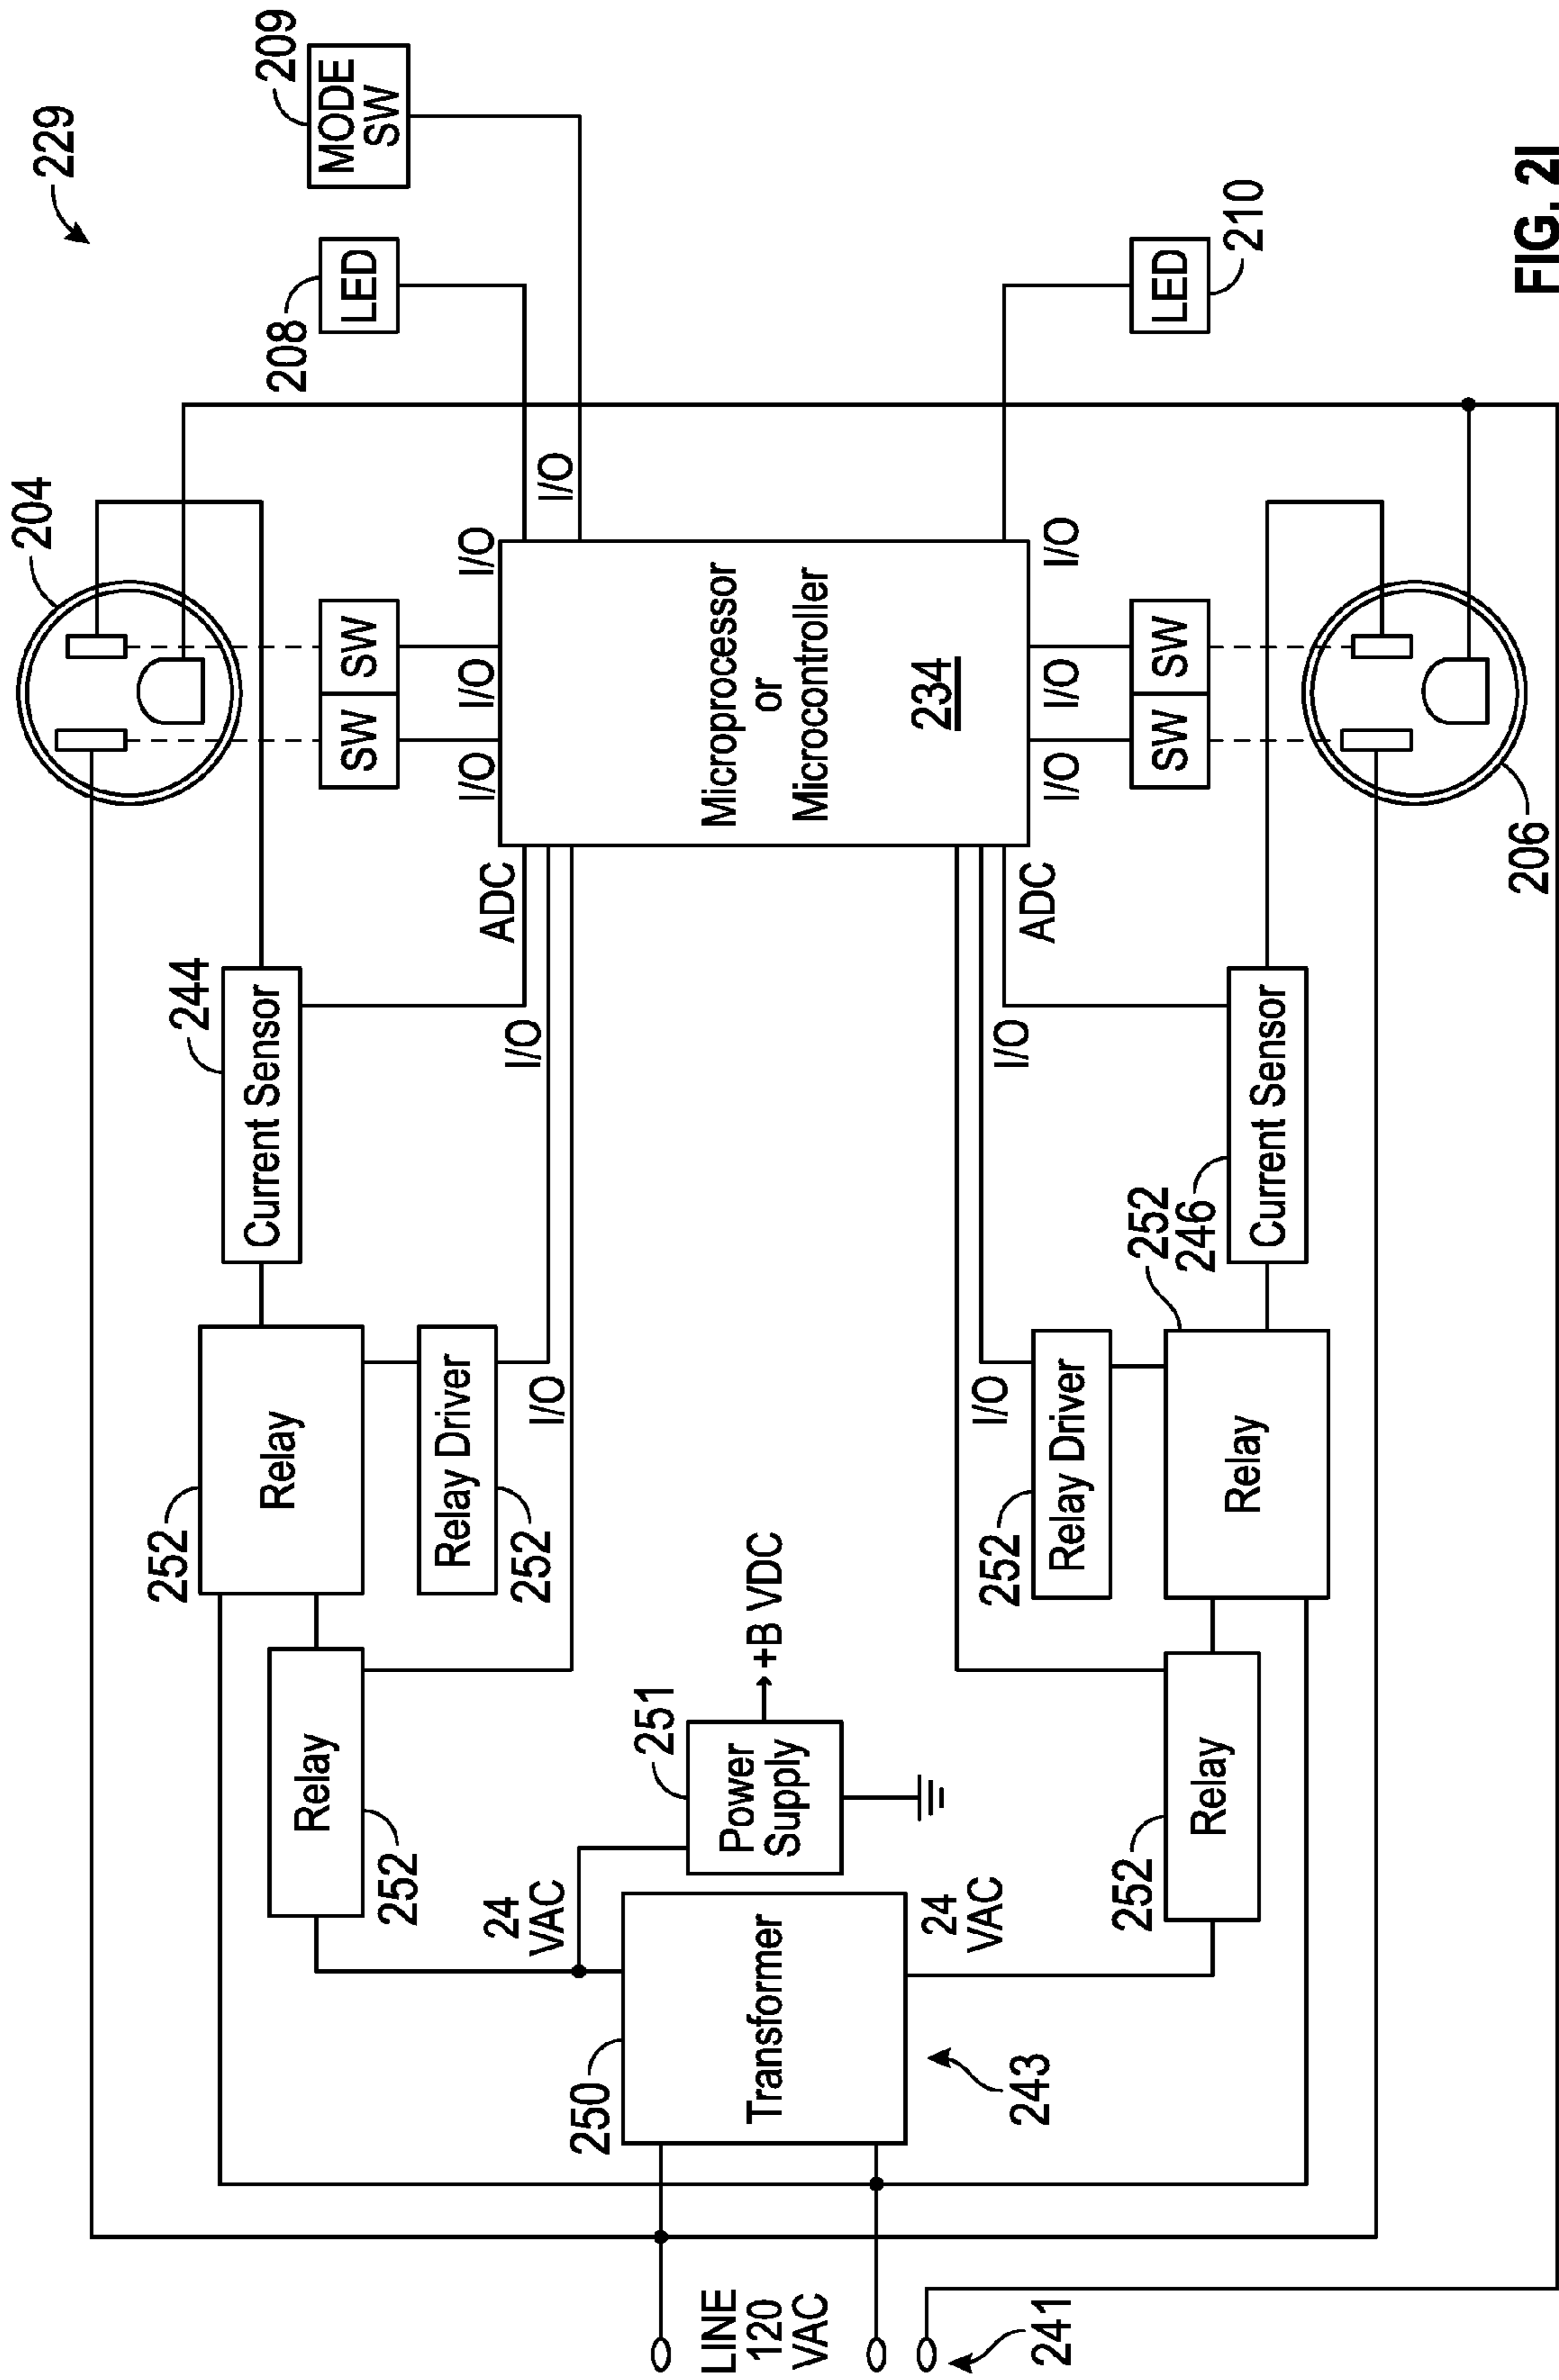 229
204
MODE
SW
209
LED
208
244
Current Sensor
SW
SW
I/O
I/O
I/O
I/O
252
Relay
ADC
I/O
Relay Driver
252
I/O
Relay
252
24
VAC
Microprocessor
or
Microcontroller
234
250
Transformer
251
Power
Supply
+B VDC
LINE
120
VAC
24
VAC
243
241
I/O
252
Relay Driver
I/O
ADC
I/O
I/O
I/O
252
Relay
Relay
252
246
Current Sensor
SW
SW
LED
210
206
FIG. 2I